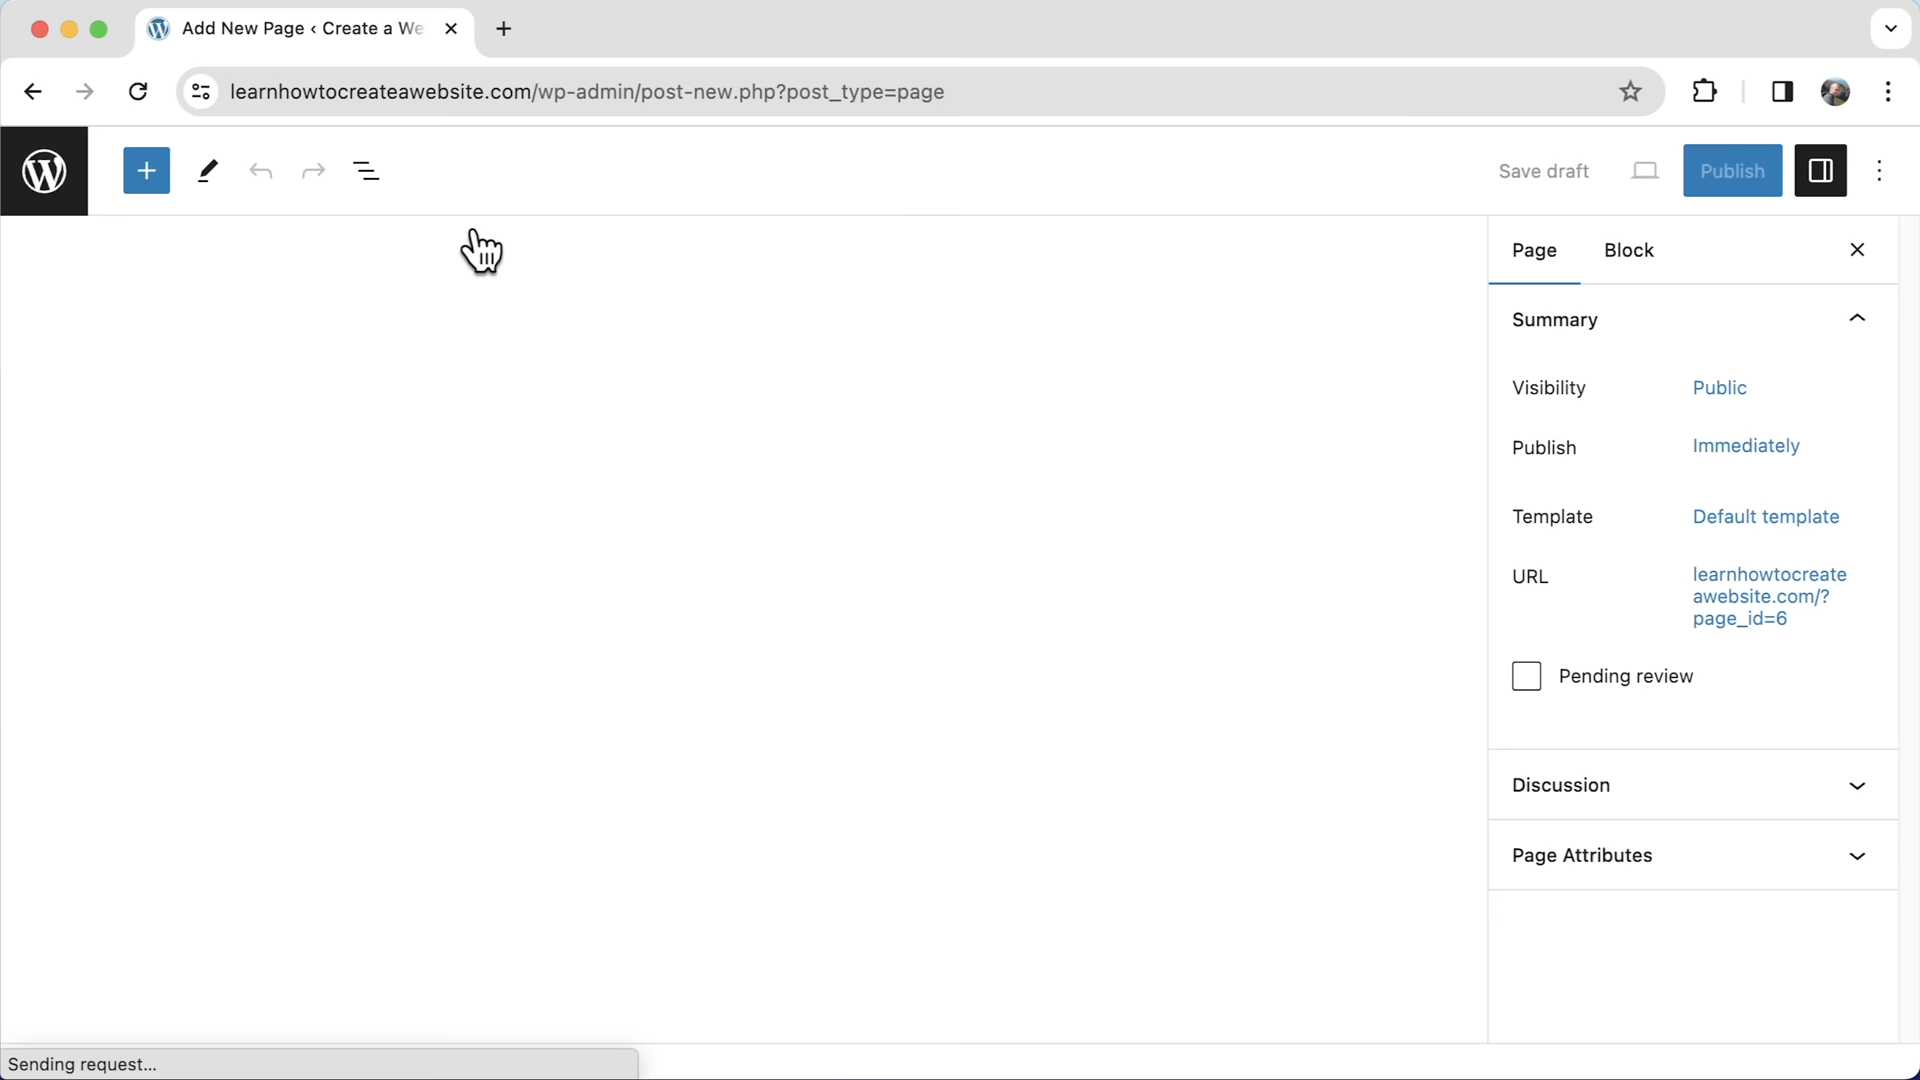 Add New Page ‹ Create a We
learnhowtocreateawebsite.com/wp-admin/post-new.php?post_type=page
Save draft
Publish
Page
Block
Summary
Visibility
Public
Publish
Immediately
Template
Default template
URL
learnhowtocreate
awebsite.com/?
page_id=6
Pending review
Discussion
Page Attributes
Sending request...